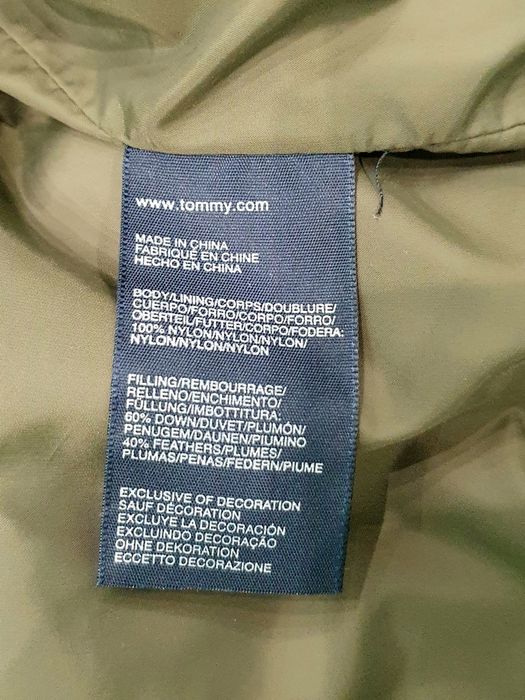 www.tommy.com
MADE IN CHINA
FABRIQUÉ EN CHINE
HECHO EN CHINA
BODY/LINING/CORPS/DOUBLURE/
CUERPO/FORRO/CORPO/FORRO/
OBERTEIL/FUTTER/CORPO/FODERA:
100% NYLON/NYLON/NYLON/
NYLON/NYLON/NYLON
FILLING/REMBOURRAGE/
RELLENO/ENCHIMENTO/
FÜLLUNG/IMBOTTITURA:
60% DOWN/DUVET/PLUMÓN/
PENUGEM/DAUNEN/PIUMINO
40% FEATHERS/PLUMES/
PLUMAS/PENAS/FEDERN/PIUME
EXCLUSIVE OF DECORATION
SAUF DÉCORATION
EXCLUYE LA DECORACIÓN
EXCLUINDO DECORAÇÃO
OHNE DEKORATION
ECCETTO DECORAZIONE